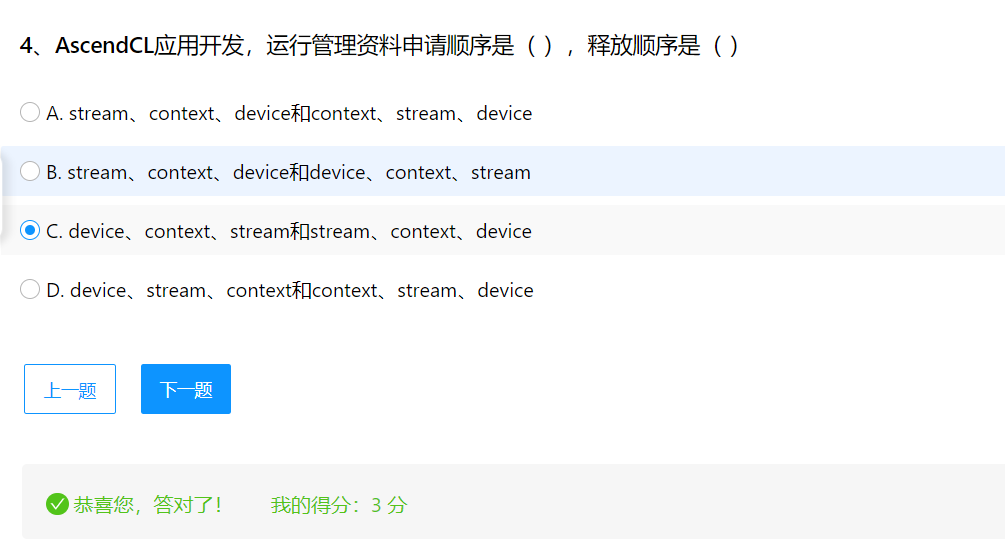 4、AscendCL应用开发，运行管理资料申请顺序是（ ），释放顺序是（ ）
A. stream、context、device和context、stream、device
B. stream、context、device和device、context、stream
C. device、context、stream和stream、context、device
D. device、stream、context和context、stream、device
上一题 下一题
恭喜您，答对了！ 我的得分：3 分